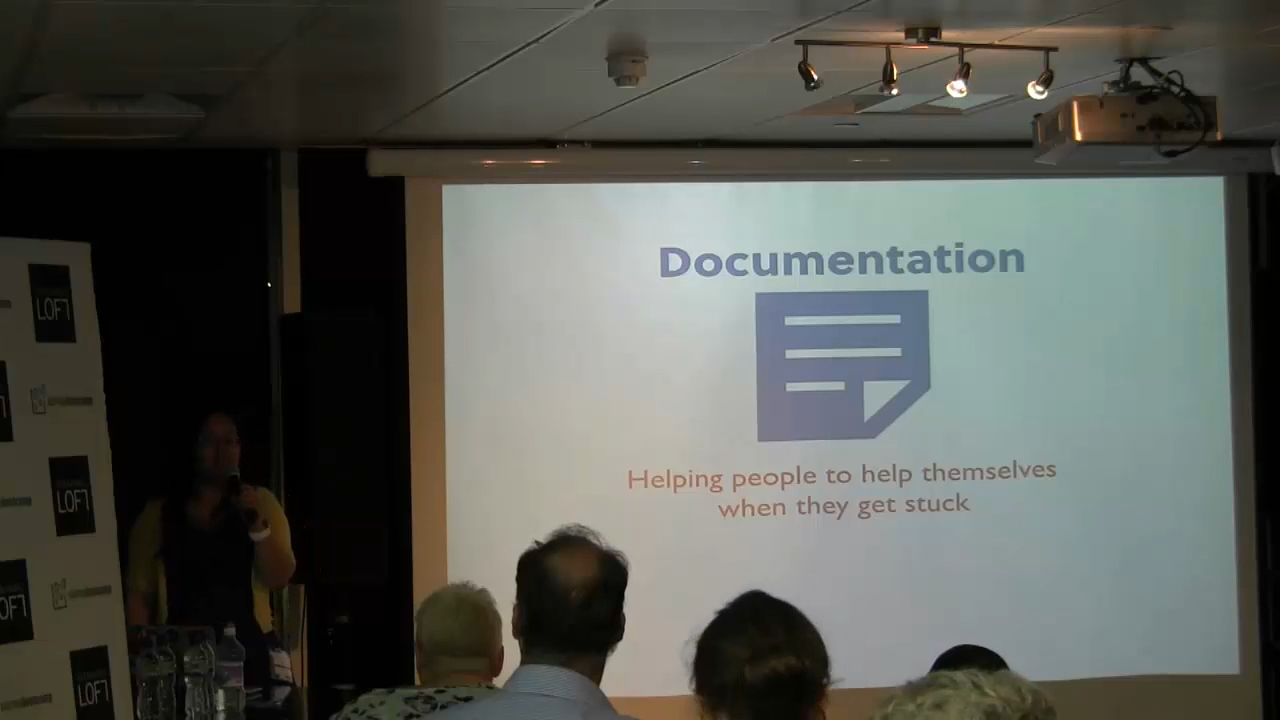 Documentation
Helping people to help themselves
when they get stuck
LOFT
LOFT
LOFT
LOFT